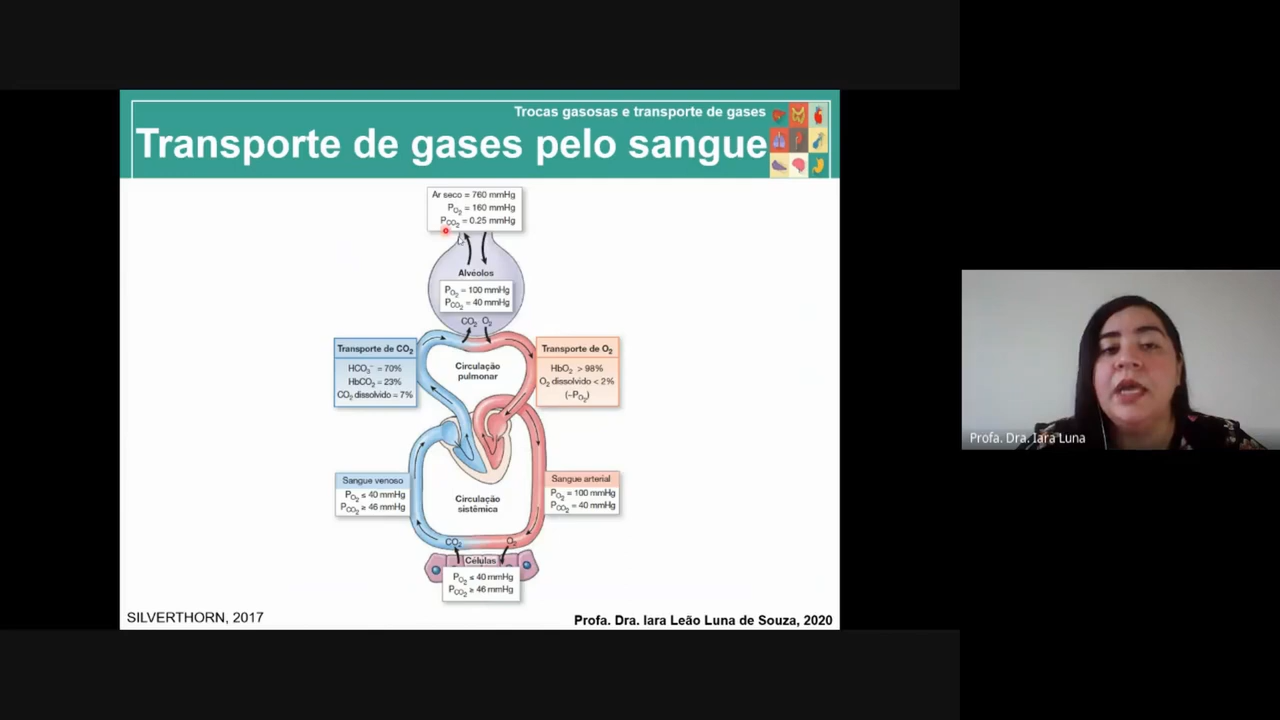 Trocas gasosas e transporte de gases
Transporte de gases pelo sangue
Ar seco = 760 mmHg
PO₂ = 160 mmHg
PCO₂ = 0.25 mmHg
Alvéolos
PO₂ = 100 mmHg
PCO₂ = 40 mmHg
CO₂ O₂
Transporte de CO₂
HCO₃⁻ = 70%
HbCO₂ = 23%
CO₂ dissolvido = 7%
Circulação
pulmonar
Transporte de O₂
HbO₂ > 98%
O₂ dissolvido < 2%
(~PO₂)
Sangue venoso
PO₂ ≤ 40 mmHg
PCO₂ ≥ 46 mmHg
Circulação
sistêmica
Sangue arterial
PO₂ = 100 mmHg
PCO₂ = 40 mmHg
CO₂ O₂
Células
PO₂ ≤ 40 mmHg
PCO₂ ≥ 46 mmHg
SILVERTHORN, 2017
Profa. Dra. Iara Leão Luna de Souza, 2020
Profa. Dra. Iara Luna